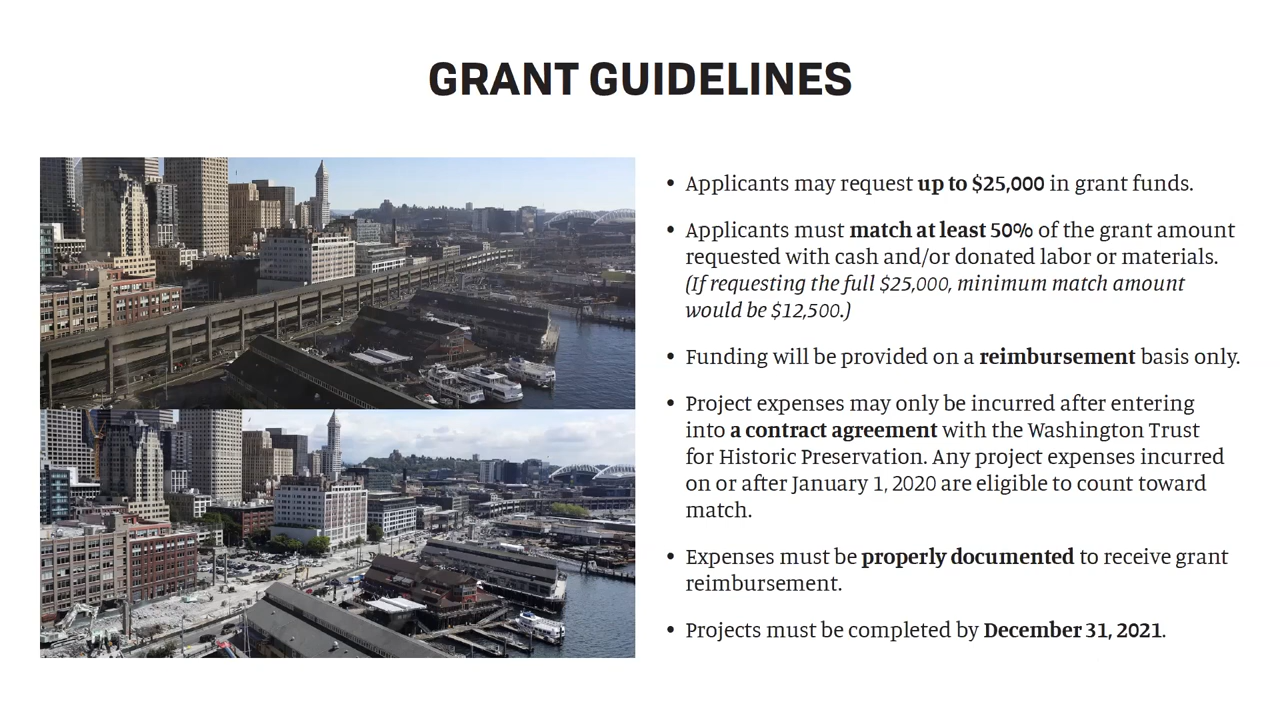 GRANT GUIDELINES
• Applicants may request up to $25,000 in grant funds.
• Applicants must match at least 50% of the grant amount
requested with cash and/or donated labor or materials.
(If requesting the full $25,000, minimum match amount
would be $12,500.)
• Funding will be provided on a reimbursement basis only.
• Project expenses may only be incurred after entering
into a contract agreement with the Washington Trust
for Historic Preservation. Any project expenses incurred
on or after January 1, 2020 are eligible to count toward
match.
• Expenses must be properly documented to receive grant
reimbursement.
• Projects must be completed by December 31, 2021.